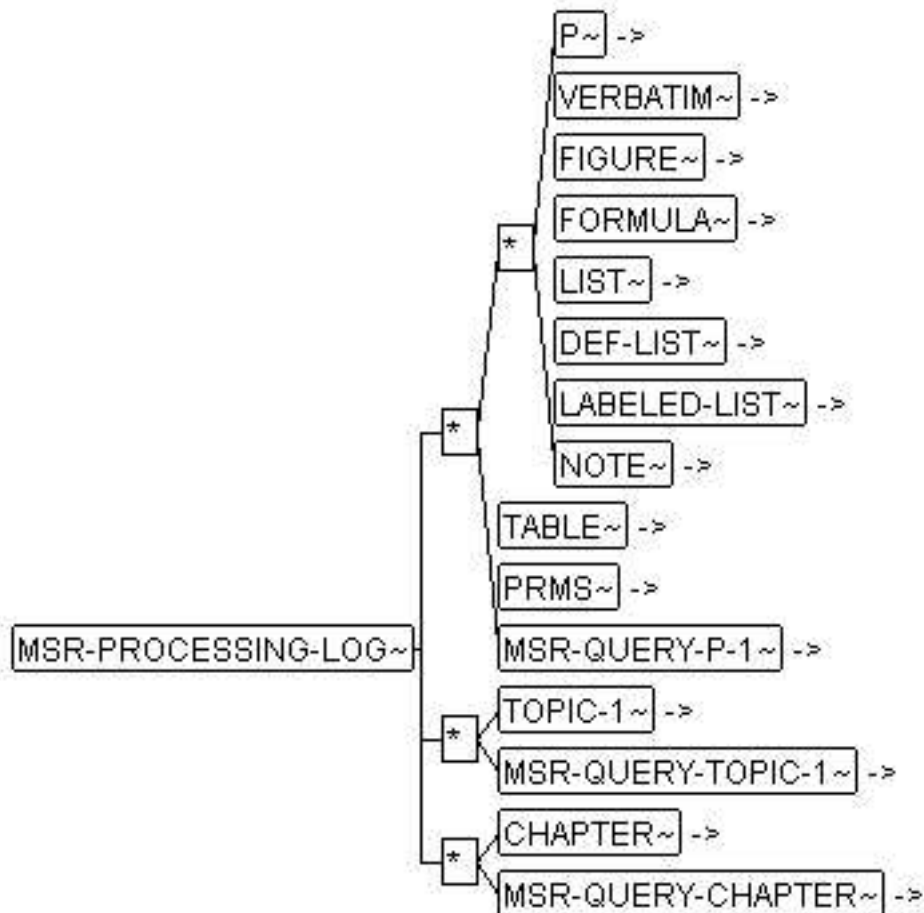 P~ ->
VERBATIM~ ->
FIGURE~ ->
FORMULA~ ->
*
LIST~ ->
DEF-LIST~ ->
LABELED-LIST~ ->
*
NOTE~ ->
TABLE~ ->
PRMS~ ->
MSR-PROCESSING-LOG~
MSR-QUERY-P-1~ ->
TOPIC-1~ ->
*
MSR-QUERY-TOPIC-1~ ->
CHAPTER~ ->
*
MSR-QUERY-CHAPTER~ ->